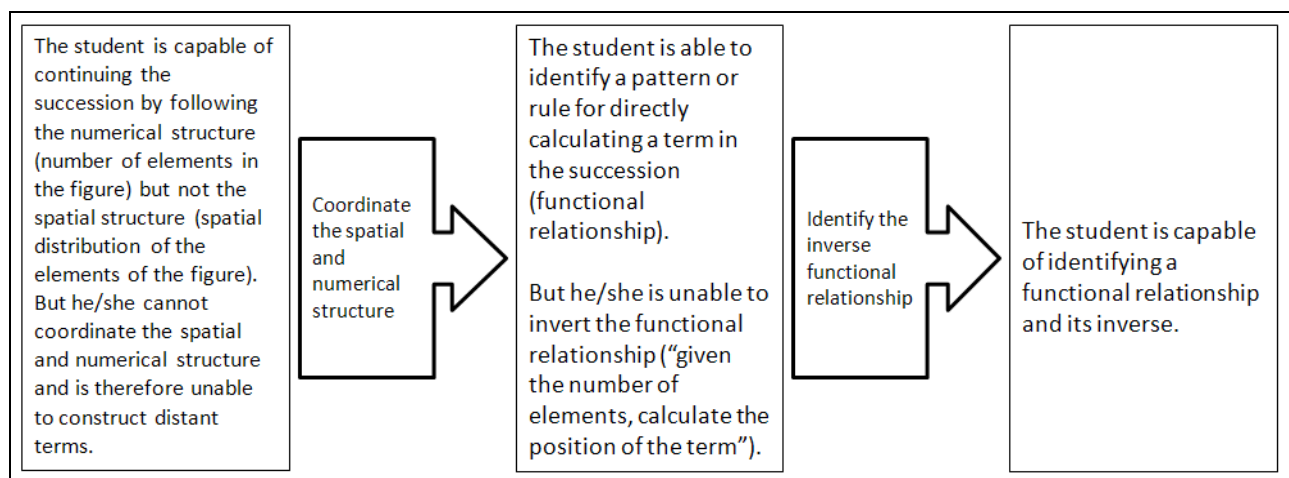 The student is capable of
continuing the
succession by following
the numerical structure
(number of elements in
the figure) but not the
spatial structure (spatial
distribution of the
elements of the figure).
But he/she cannot
coordinate the spatial
and numerical structure
and is therefore unable
to construct distant
terms.
Coordinate
the spatial
and
numerical
structure
The student is able to
identify a pattern or
rule for directly
calculating a term in
the succession
(functional
relationship).
But he/she is unable to
invert the functional
relationship (“given
the number of
elements, calculate the
position of the term”).
Identify the
inverse
functional
relationship
The student is capable
of identifying a
functional relationship
and its inverse.